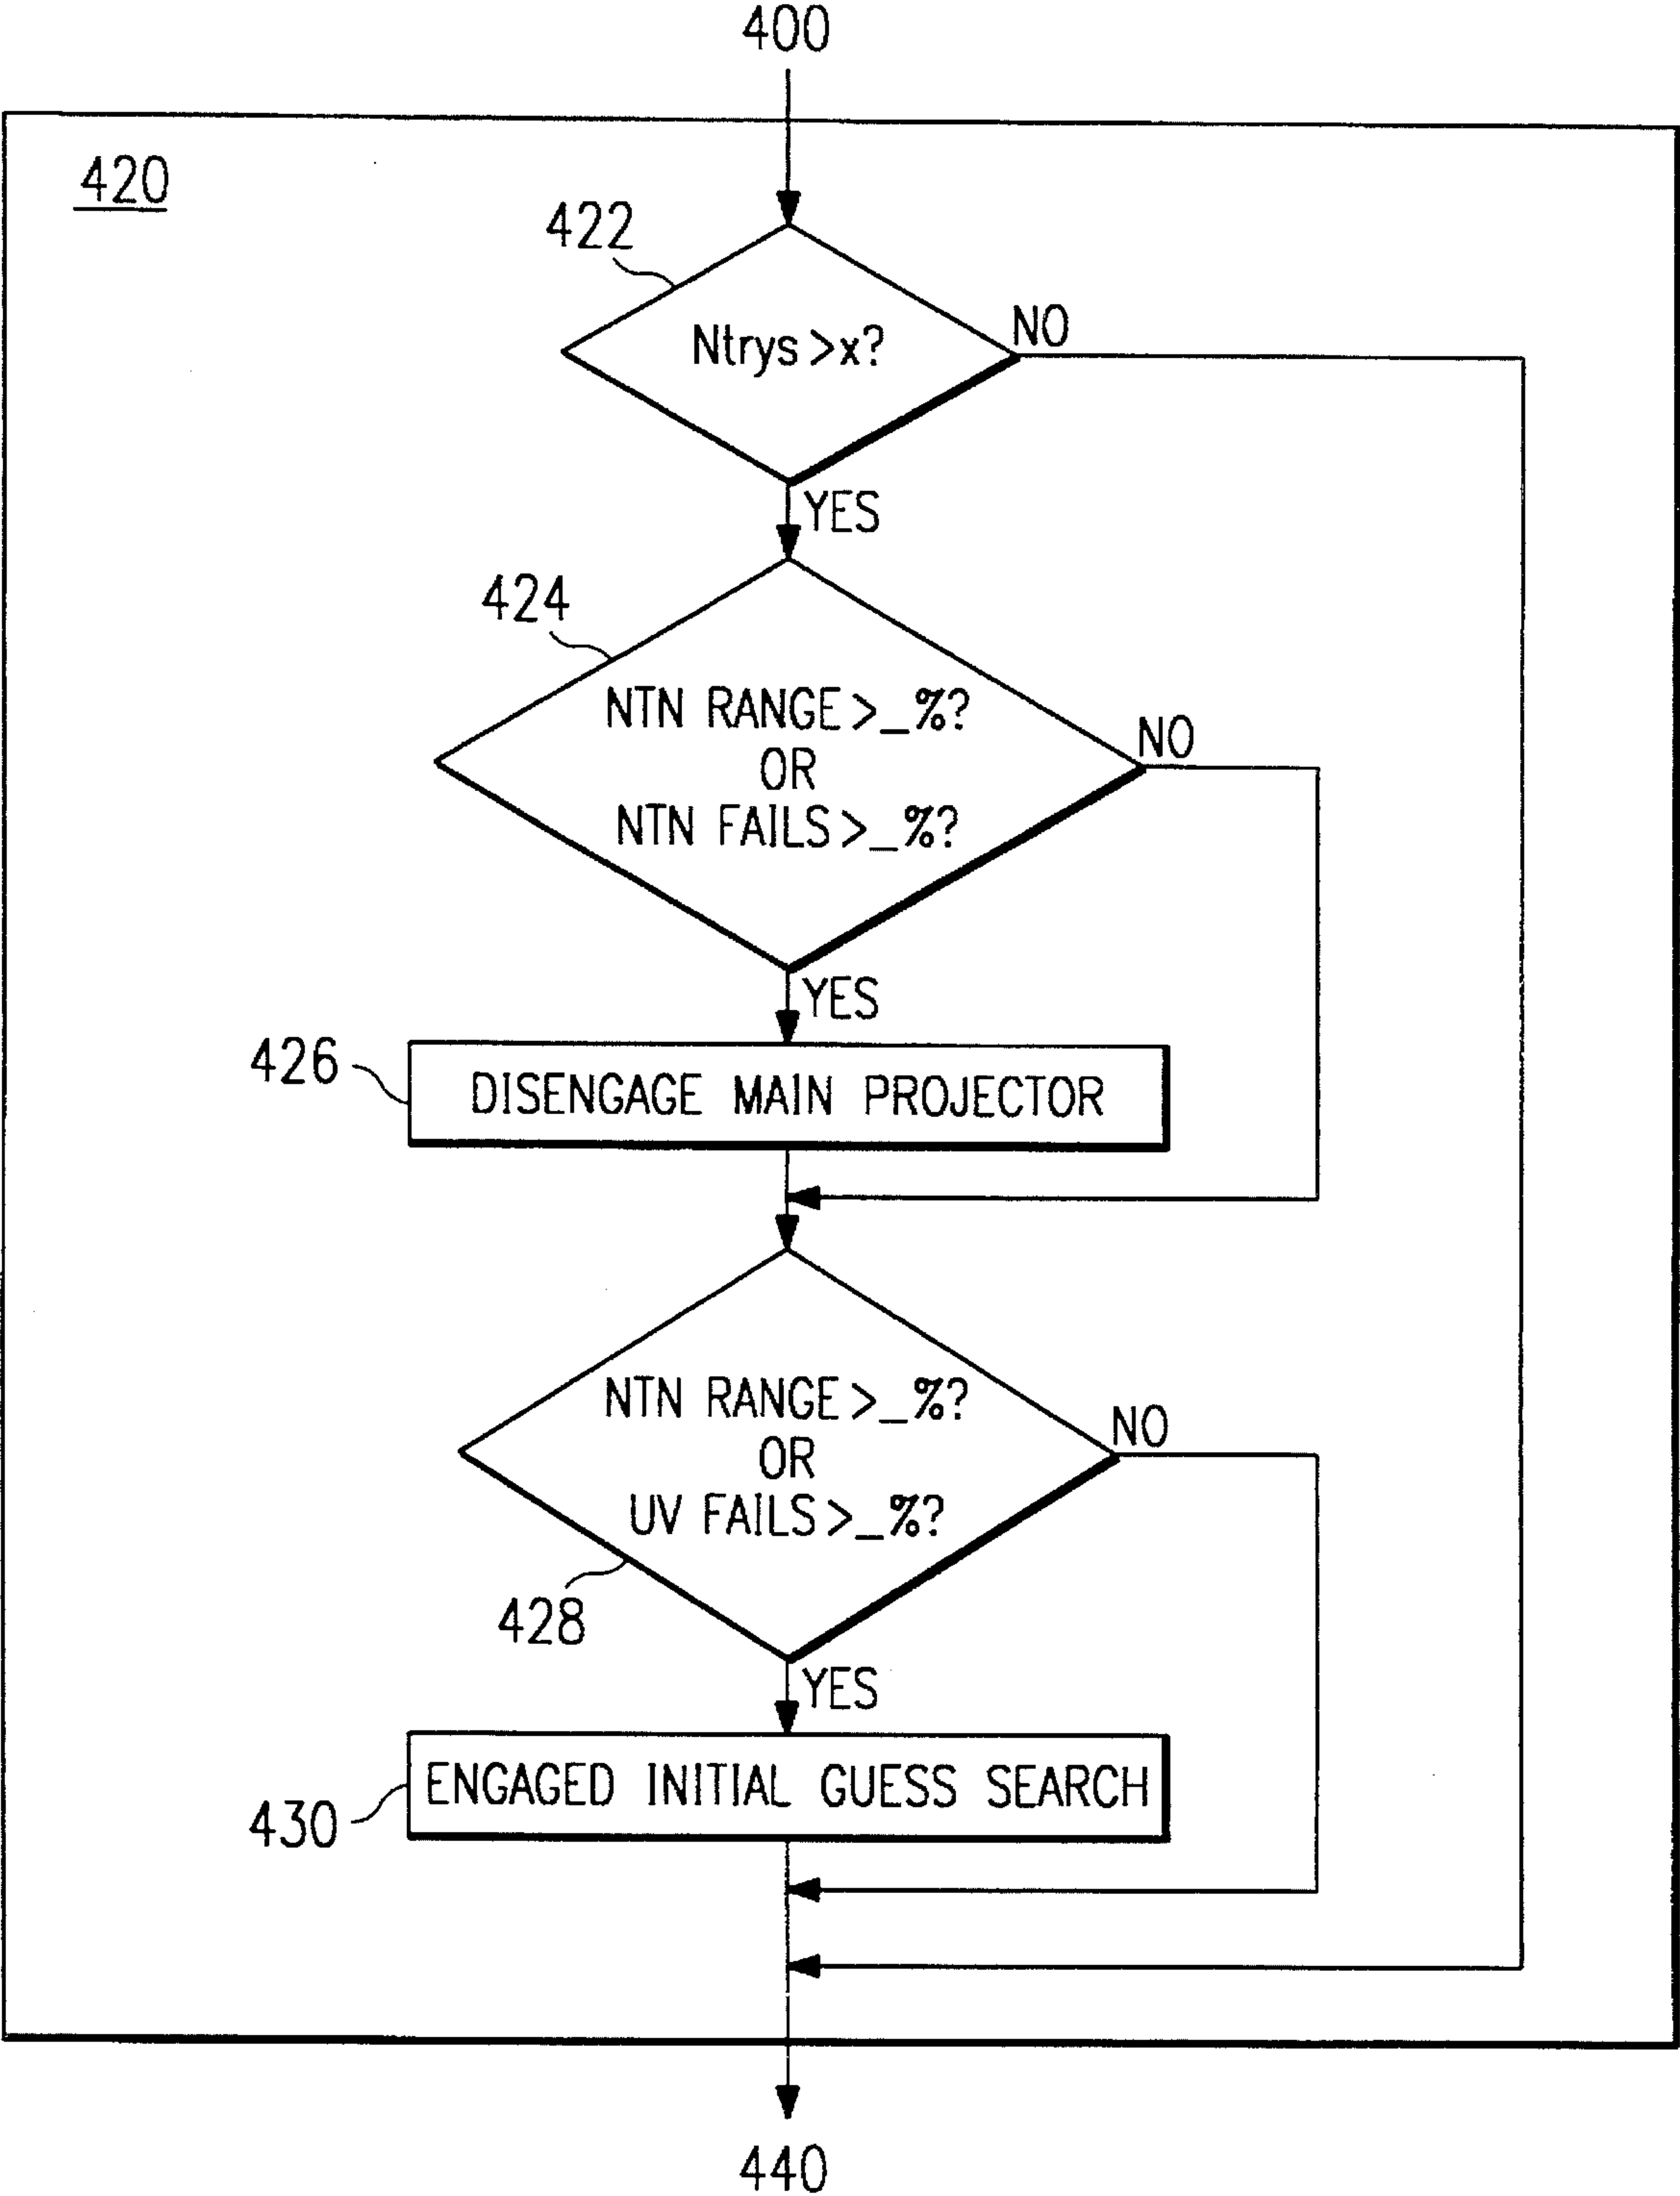 400
420
422
Ntrys >x?
NO
YES
424
NTN RANGE >_%?
OR
NTN FAILS >_%?
NO
YES
426
DISENGAGE MAIN PROJECTOR
NTN RANGE >_%?
OR
UV FAILS >_%?
NO
428
YES
430
ENGAGED INITIAL GUESS SEARCH
440